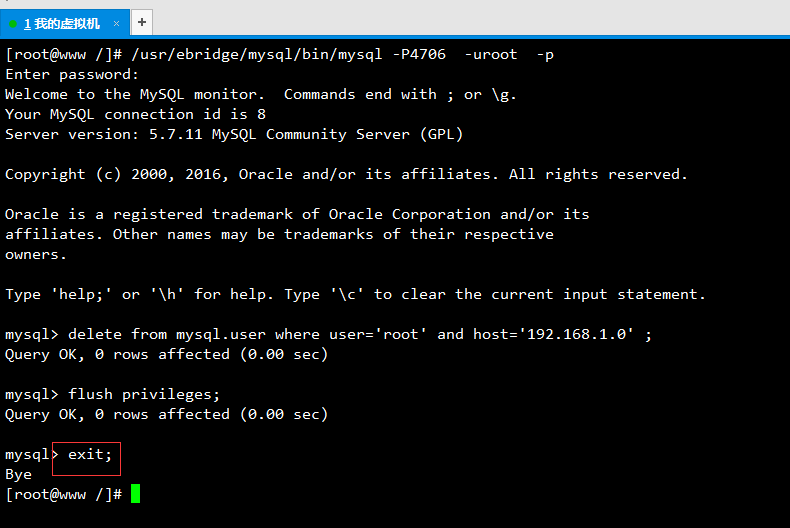 1 我的虚拟机 × +
[root@www /]# /usr/ebridge/mysql/bin/mysql -P4706  -uroot  -p
Enter password:
Welcome to the MySQL monitor.  Commands end with ; or \g.
Your MySQL connection id is 8
Server version: 5.7.11 MySQL Community Server (GPL)
Copyright (c) 2000, 2016, Oracle and/or its affiliates. All rights reserved.
Oracle is a registered trademark of Oracle Corporation and/or its
affiliates. Other names may be trademarks of their respective
owners.
Type 'help;' or '\h' for help. Type '\c' to clear the current input statement.
mysql> delete from mysql.user where user='root' and host='192.168.1.0' ;
Query OK, 0 rows affected (0.00 sec)
mysql> flush privileges;
Query OK, 0 rows affected (0.00 sec)
mysql> exit;
Bye
[root@www /]#